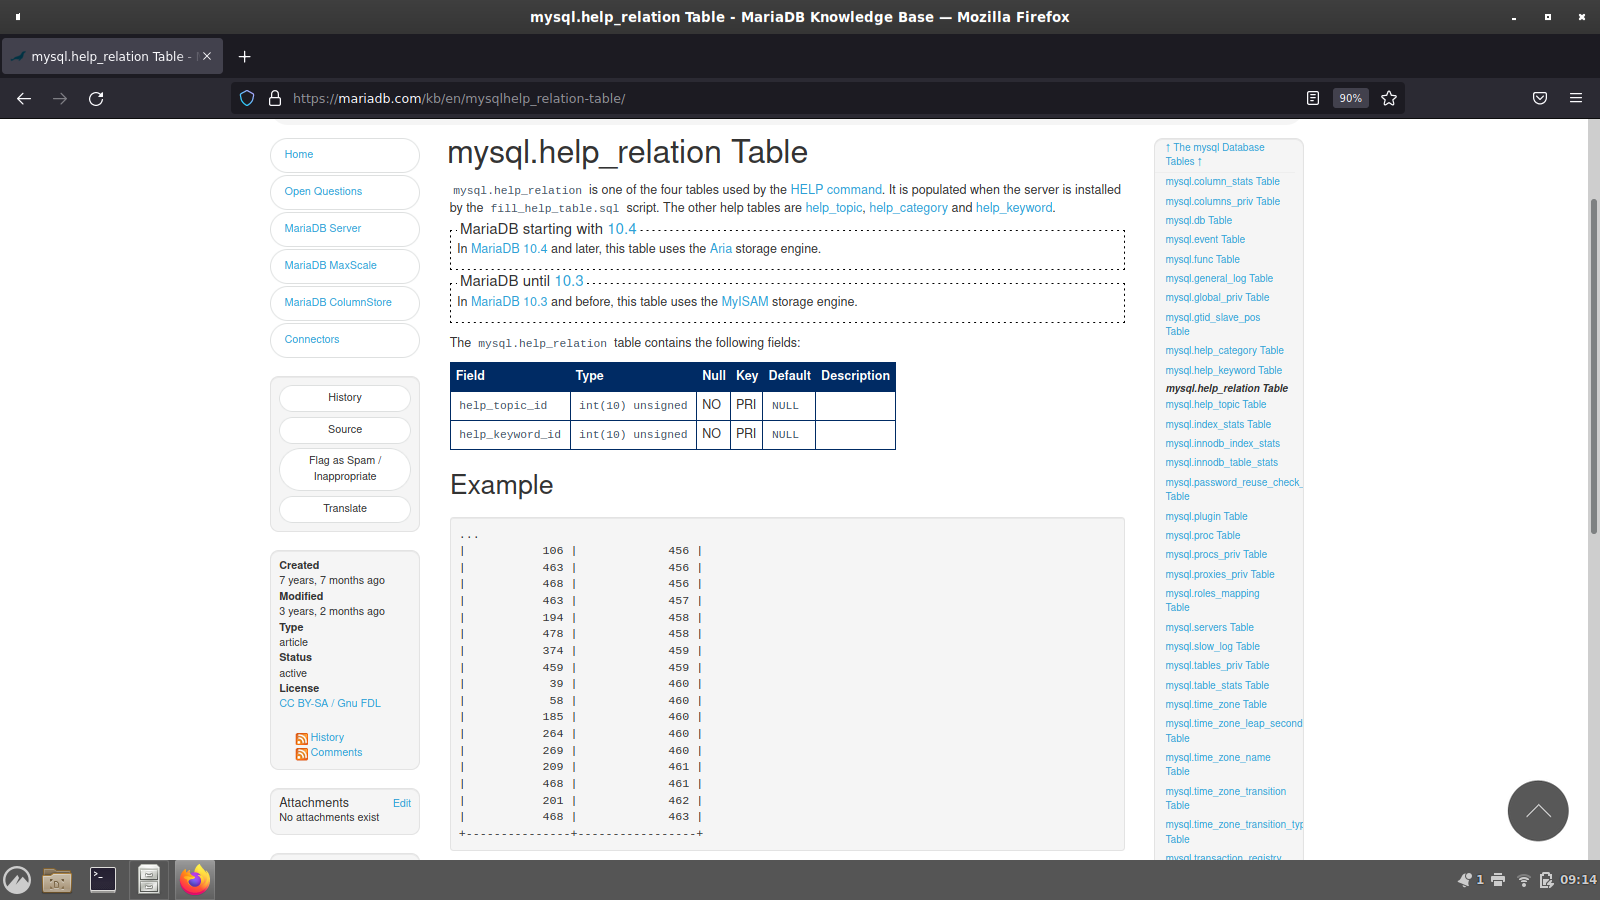 mysql.help_relation Table - MariaDB Knowledge Base — Mozilla Firefox
mysql.help_relation Table -
https://mariadb.com/kb/en/mysqlhelp_relation-table/
90%
Home
Open Questions
MariaDB Server
MariaDB MaxScale
MariaDB ColumnStore
Connectors
History
Source
Flag as Spam /
Inappropriate
Translate
Created
7 years, 7 months ago
Modified
3 years, 2 months ago
Type
article
Status
active
License
CC BY-SA / Gnu FDL
History
Comments
Attachments Edit
No attachments exist
mysql.help_relation Table
mysql.help_relation is one of the four tables used by the HELP command. It is populated when the server is installed
by the fill_help_table.sql script. The other help tables are help_topic, help_category and help_keyword.
MariaDB starting with 10.4
In MariaDB 10.4 and later, this table uses the Aria storage engine.
MariaDB until 10.3
In MariaDB 10.3 and before, this table uses the MyISAM storage engine.
The mysql.help_relation table contains the following fields:
Field Type Null Key Default Description
help_topic_id int(10) unsigned NO PRI NULL
help_keyword_id int(10) unsigned NO PRI NULL
Example
...
| 106 | 456 |
| 463 | 456 |
| 468 | 456 |
| 463 | 457 |
| 194 | 458 |
| 478 | 458 |
| 374 | 459 |
| 459 | 459 |
| 39 | 460 |
| 58 | 460 |
| 185 | 460 |
| 264 | 460 |
| 269 | 460 |
| 209 | 461 |
| 468 | 461 |
| 201 | 462 |
| 468 | 463 |
+---------------+-----------------+
↑ The mysql Database
Tables ↑
mysql.column_stats Table
mysql.columns_priv Table
mysql.db Table
mysql.event Table
mysql.func Table
mysql.general_log Table
mysql.global_priv Table
mysql.gtid_slave_pos
Table
mysql.help_category Table
mysql.help_keyword Table
mysql.help_relation Table
mysql.help_topic Table
mysql.index_stats Table
mysql.innodb_index_stats
mysql.innodb_table_stats
mysql.password_reuse_check_
Table
mysql.plugin Table
mysql.proc Table
mysql.procs_priv Table
mysql.proxies_priv Table
mysql.roles_mapping
Table
mysql.servers Table
mysql.slow_log Table
mysql.tables_priv Table
mysql.table_stats Table
mysql.time_zone Table
mysql.time_zone_leap_second
Table
mysql.time_zone_name
Table
mysql.time_zone_transition
Table
mysql.time_zone_transition_typ
Table
mysql.transaction_registry
1
09:14